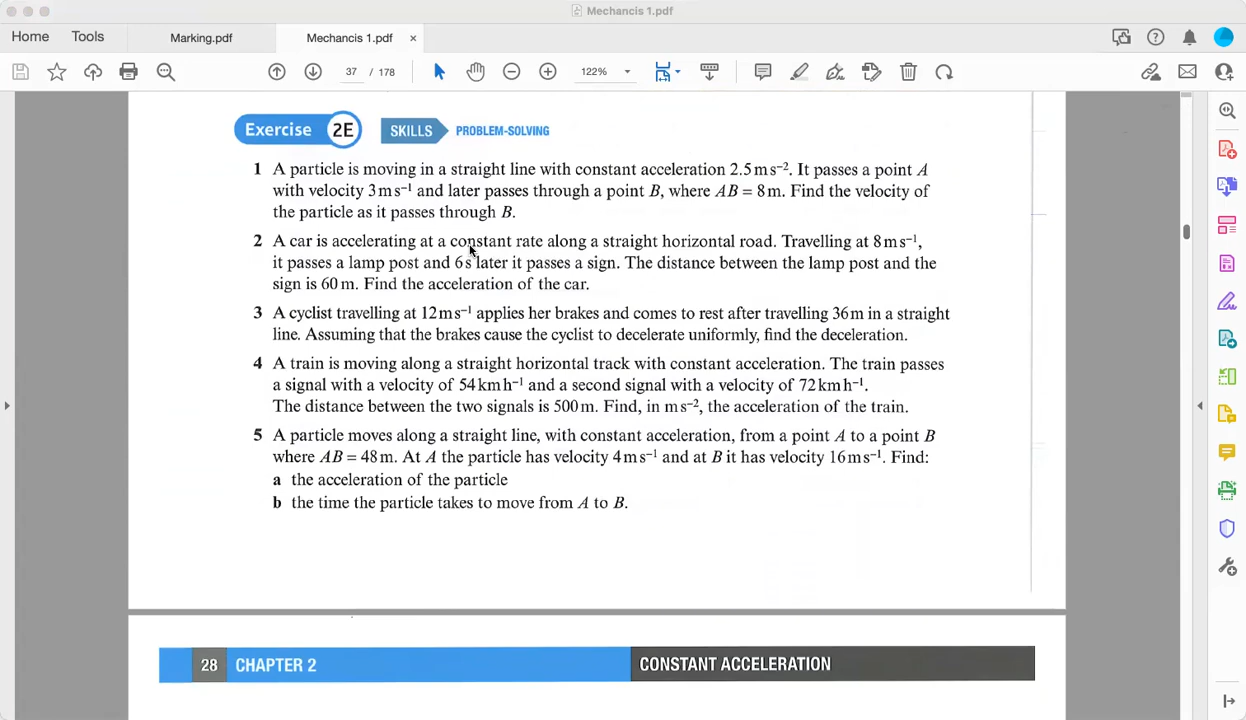 Mechancis 1.pdf
Home Tools Marking.pdf Mechancis 1.pdf ×
37 / 178 122%
Exercise 2E SKILLS PROBLEM-SOLVING
1 A particle is moving in a straight line with constant acceleration 2.5 m s⁻². It passes a point A
with velocity 3 m s⁻¹ and later passes through a point B, where AB = 8 m. Find the velocity of
the particle as it passes through B.
2 A car is accelerating at a constant rate along a straight horizontal road. Travelling at 8 m s⁻¹,
it passes a lamp post and 6 s later it passes a sign. The distance between the lamp post and the
sign is 60 m. Find the acceleration of the car.
3 A cyclist travelling at 12 m s⁻¹ applies her brakes and comes to rest after travelling 36 m in a straight
line. Assuming that the brakes cause the cyclist to decelerate uniformly, find the deceleration.
4 A train is moving along a straight horizontal track with constant acceleration. The train passes
a signal with a velocity of 54 km h⁻¹ and a second signal with a velocity of 72 km h⁻¹.
The distance between the two signals is 500 m. Find, in m s⁻², the acceleration of the train.
5 A particle moves along a straight line, with constant acceleration, from a point A to a point B
where AB = 48 m. At A the particle has velocity 4 m s⁻¹ and at B it has velocity 16 m s⁻¹. Find:
a the acceleration of the particle
b the time the particle takes to move from A to B.
28 CHAPTER 2 CONSTANT ACCELERATION